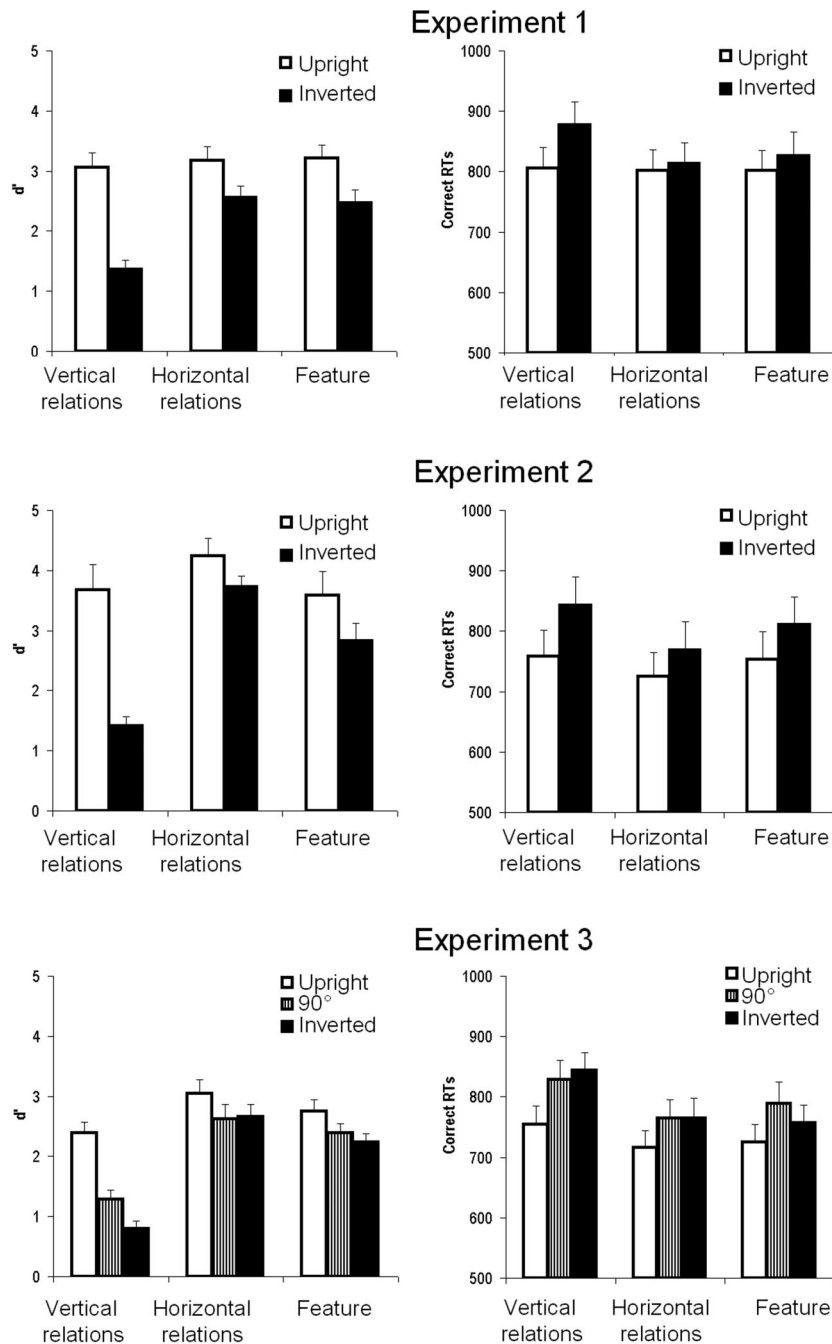 Experiment 1
5
4
3
2
1
0
d'
Upright
Inverted
Vertical
relations
Horizontal
relations
Feature
1000
900
800
700
600
500
Correct RTs
Upright
Inverted
Vertical
relations
Horizontal
relations
Feature
Experiment 2
5
4
3
2
1
0
d'
Upright
Inverted
Vertical
relations
Horizontal
relations
Feature
1000
900
800
700
600
500
Correct RTs
Upright
Inverted
Vertical
relations
Horizontal
relations
Feature
Experiment 3
5
4
3
2
1
0
d'
Upright
90°
Inverted
Vertical
relations
Horizontal
relations
Feature
1000
900
800
700
600
500
Correct RTs
Upright
90°
Inverted
Vertical
relations
Horizontal
relations
Feature